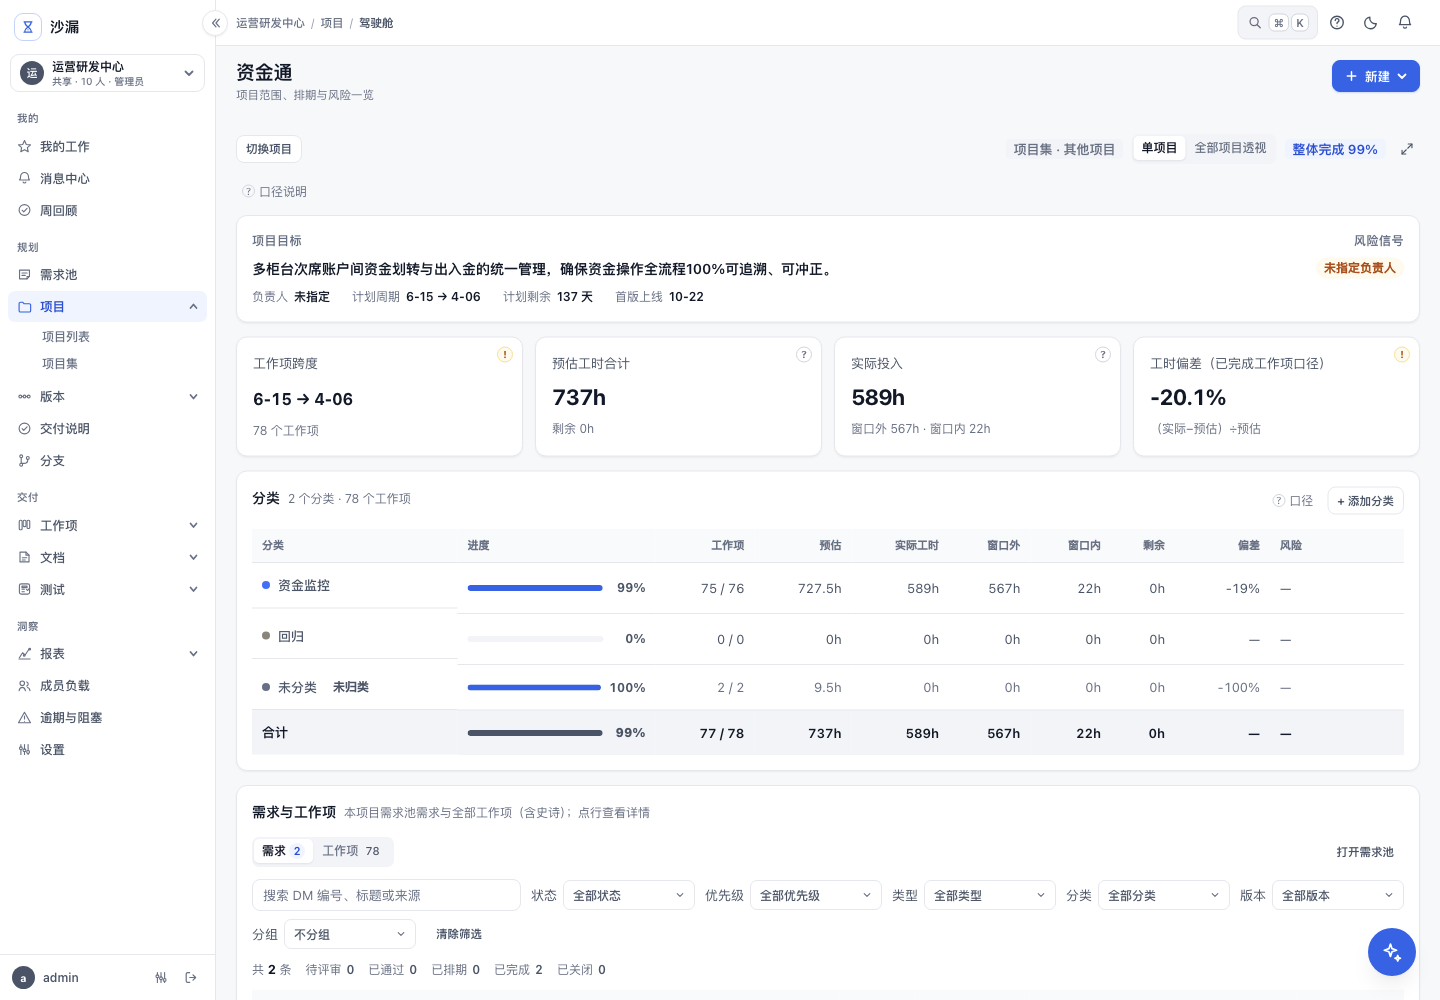 沙漏
运营研发中心 / 项目 / 驾驶舱
⌘ K
运 运营研发中心
共享 · 10 人 · 管理员
我的
我的工作
消息中心
周回顾
规划
需求池
项目
项目列表
项目集
版本
交付说明
分支
交付
工作项
文档
测试
洞察
报表
成员负载
逾期与阻塞
设置
a admin
资金通
项目范围、排期与风险一览
+ 新建
切换项目
项目集 · 其他项目 单项目 全部项目透视 整体完成 99%
? 口径说明
项目目标 风险信号
多柜台次席账户间资金划转与出入金的统一管理，确保资金操作全流程100%可追溯、可冲正。 未指定负责人
负责人 未指定 计划周期 6-15 → 4-06 计划剩余 137 天 首版上线 10-22
工作项跨度 !
6-15 → 4-06
78 个工作项
预估工时合计 ?
737h
剩余 0h
实际投入 ?
589h
窗口外 567h · 窗口内 22h
工时偏差（已完成工作项口径） !
-20.1%
（实际−预估）÷预估
分类 2 个分类 · 78 个工作项 ? 口径 + 添加分类
分类 进度 工作项 预估 实际工时 窗口外 窗口内 剩余 偏差 风险
资金监控 99% 75 / 76 727.5h 589h 567h 22h 0h -19% —
回归 0% 0 / 0 0h 0h 0h 0h 0h — —
未分类 未归类 100% 2 / 2 9.5h 0h 0h 0h 0h -100% —
合计 99% 77 / 78 737h 589h 567h 22h 0h — —
需求与工作项 本项目需求池需求与全部工作项（含史诗）；点行查看详情
需求 2 工作项 78 打开需求池
搜索 DM 编号、标题或来源 状态 全部状态 优先级 全部优先级 类型 全部类型 分类 全部分类 版本 全部版本
分组 不分组 清除筛选
共 2 条 待评审 0 已通过 0 已排期 0 已完成 2 已关闭 0